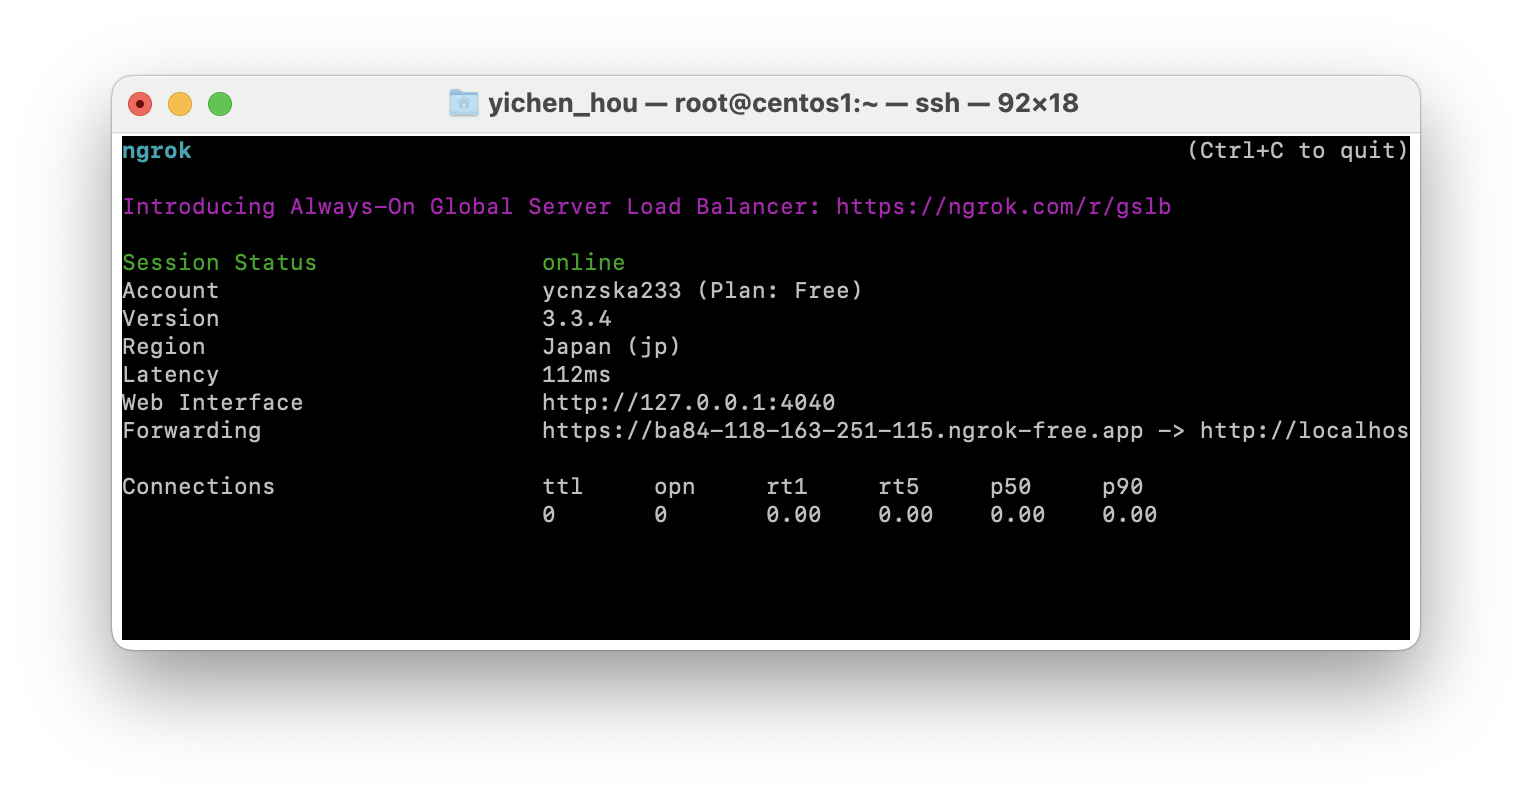 yichen_hou — root@centos1:~ — ssh — 92×18
ngrok (Ctrl+C to quit)
Introducing Always-On Global Server Load Balancer: https://ngrok.com/r/gslb
Session Status online
Account ycnzska233 (Plan: Free)
Version 3.3.4
Region Japan (jp)
Latency 112ms
Web Interface http://127.0.0.1:4040
Forwarding https://ba84-118-163-251-115.ngrok-free.app -> http://localhos
Connections ttl opn rt1 rt5 p50 p90
0 0 0.00 0.00 0.00 0.00